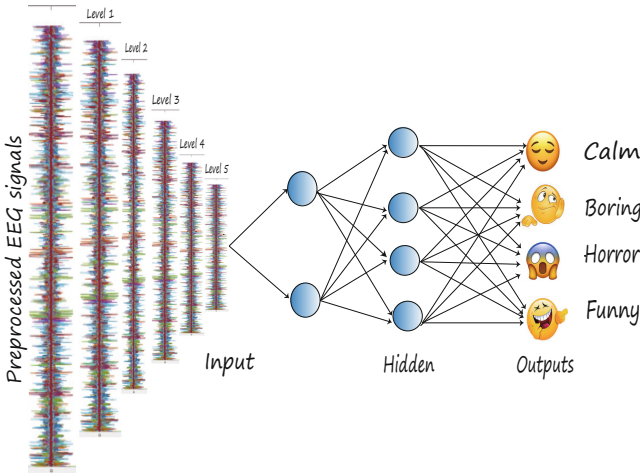 Preprocessed EEG signals
Level 1
Level 2
Level 3
Level 4
Level 5
Input
Hidden
Outputs
Calm
Boring
Horror
Funny